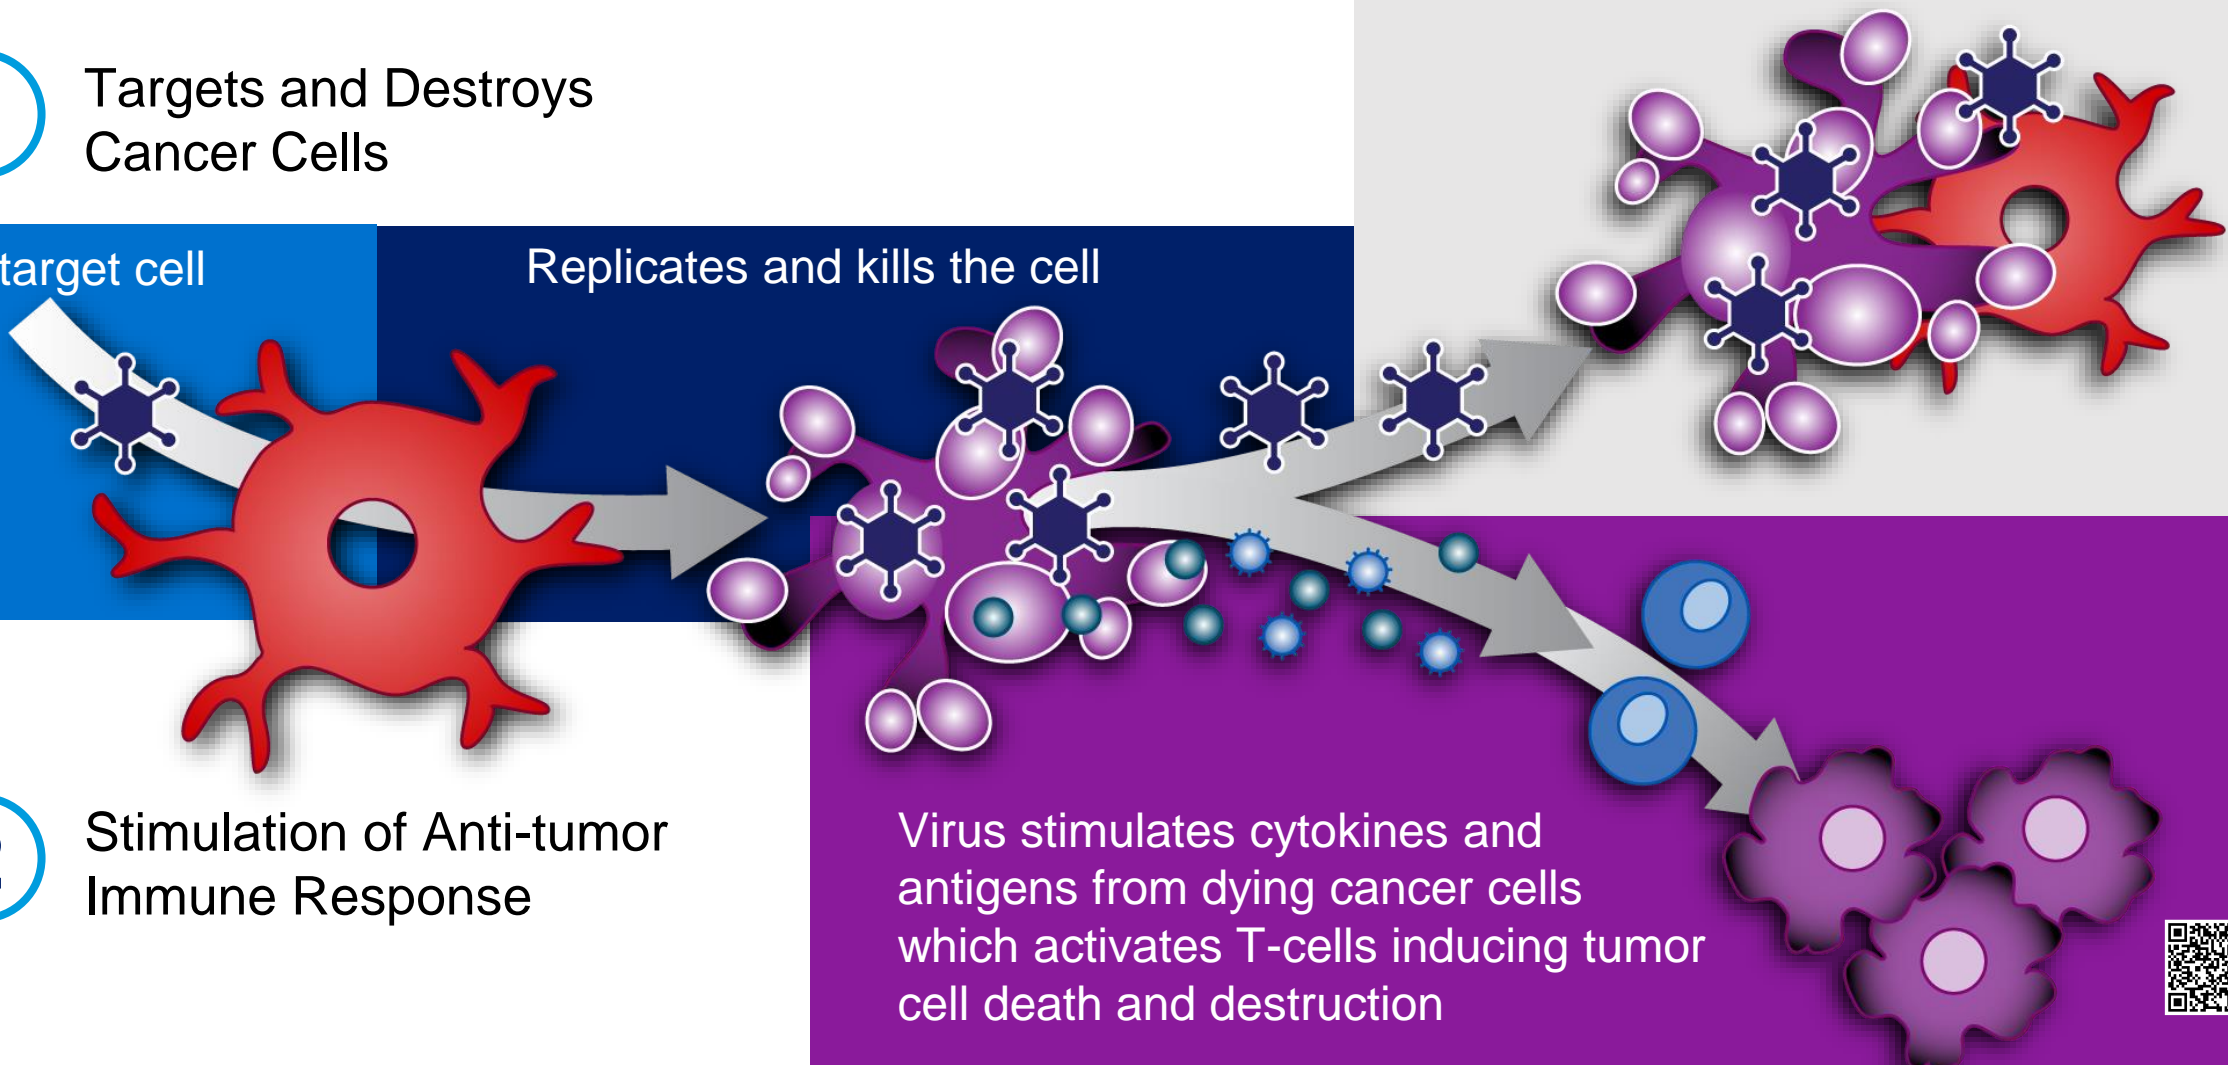 Targets and Destroys
Cancer Cells
target cell
Replicates and kills the cell
Stimulation of Anti-tumor
Immune Response
Virus stimulates cytokines and
antigens from dying cancer cells
which activates T-cells inducing tumor
cell death and destruction